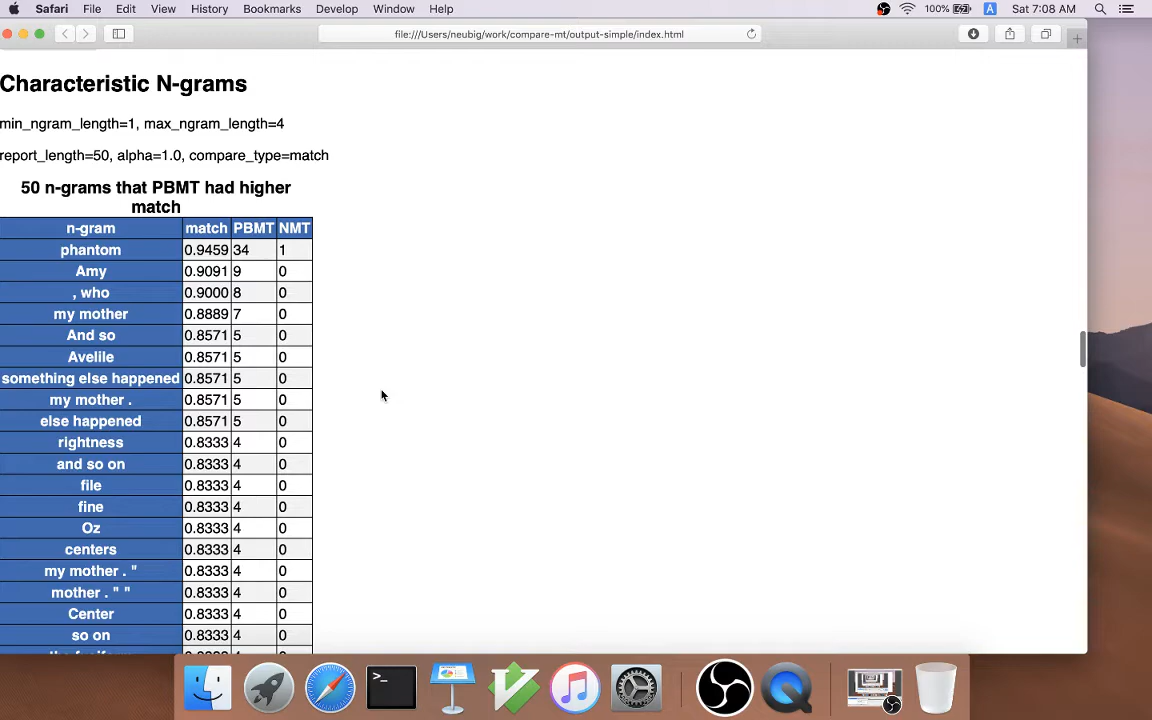 Safari File Edit View History Bookmarks Develop Window Help 100% A Sat 7:08 AM
file:///Users/neubig/work/compare-mt/output-simple/index.html
Characteristic N-grams
min_ngram_length=1, max_ngram_length=4
report_length=50, alpha=1.0, compare_type=match
50 n-grams that PBMT had higher
match
n-gram match PBMT NMT
phantom 0.9459 34 1
Amy 0.9091 9 0
, who 0.9000 8 0
my mother 0.8889 7 0
And so 0.8571 5 0
Avelile 0.8571 5 0
something else happened 0.8571 5 0
my mother . 0.8571 5 0
else happened 0.8571 5 0
rightness 0.8333 4 0
and so on 0.8333 4 0
file 0.8333 4 0
fine 0.8333 4 0
Oz 0.8333 4 0
centers 0.8333 4 0
my mother . " 0.8333 4 0
mother . " " 0.8333 4 0
Center 0.8333 4 0
so on 0.8333 4 0